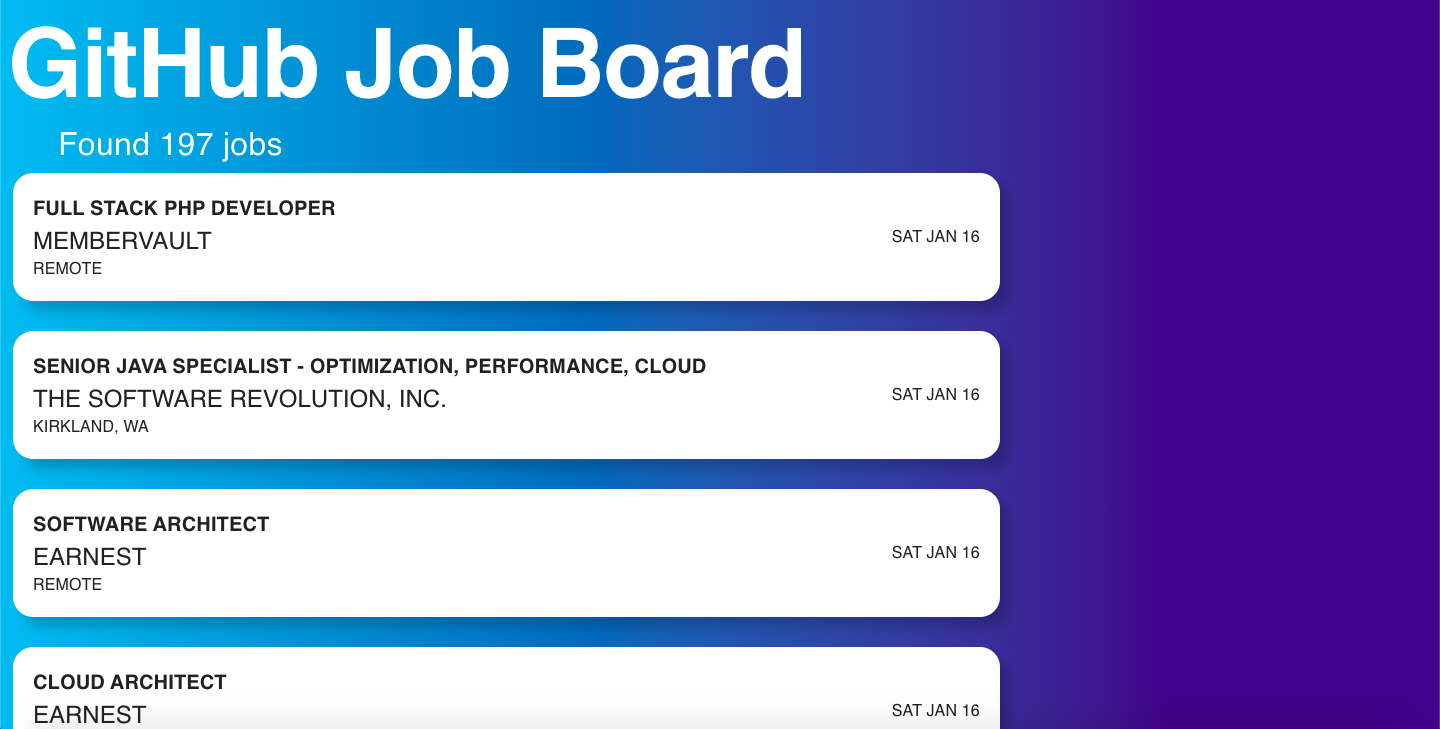 GitHub Job Board
Found 197 jobs
FULL STACK PHP DEVELOPER
MEMBERVAULT
REMOTE
SAT JAN 16
SENIOR JAVA SPECIALIST - OPTIMIZATION, PERFORMANCE, CLOUD
THE SOFTWARE REVOLUTION, INC.
KIRKLAND, WA
SAT JAN 16
SOFTWARE ARCHITECT
EARNEST
REMOTE
SAT JAN 16
CLOUD ARCHITECT
EARNEST
SAT JAN 16